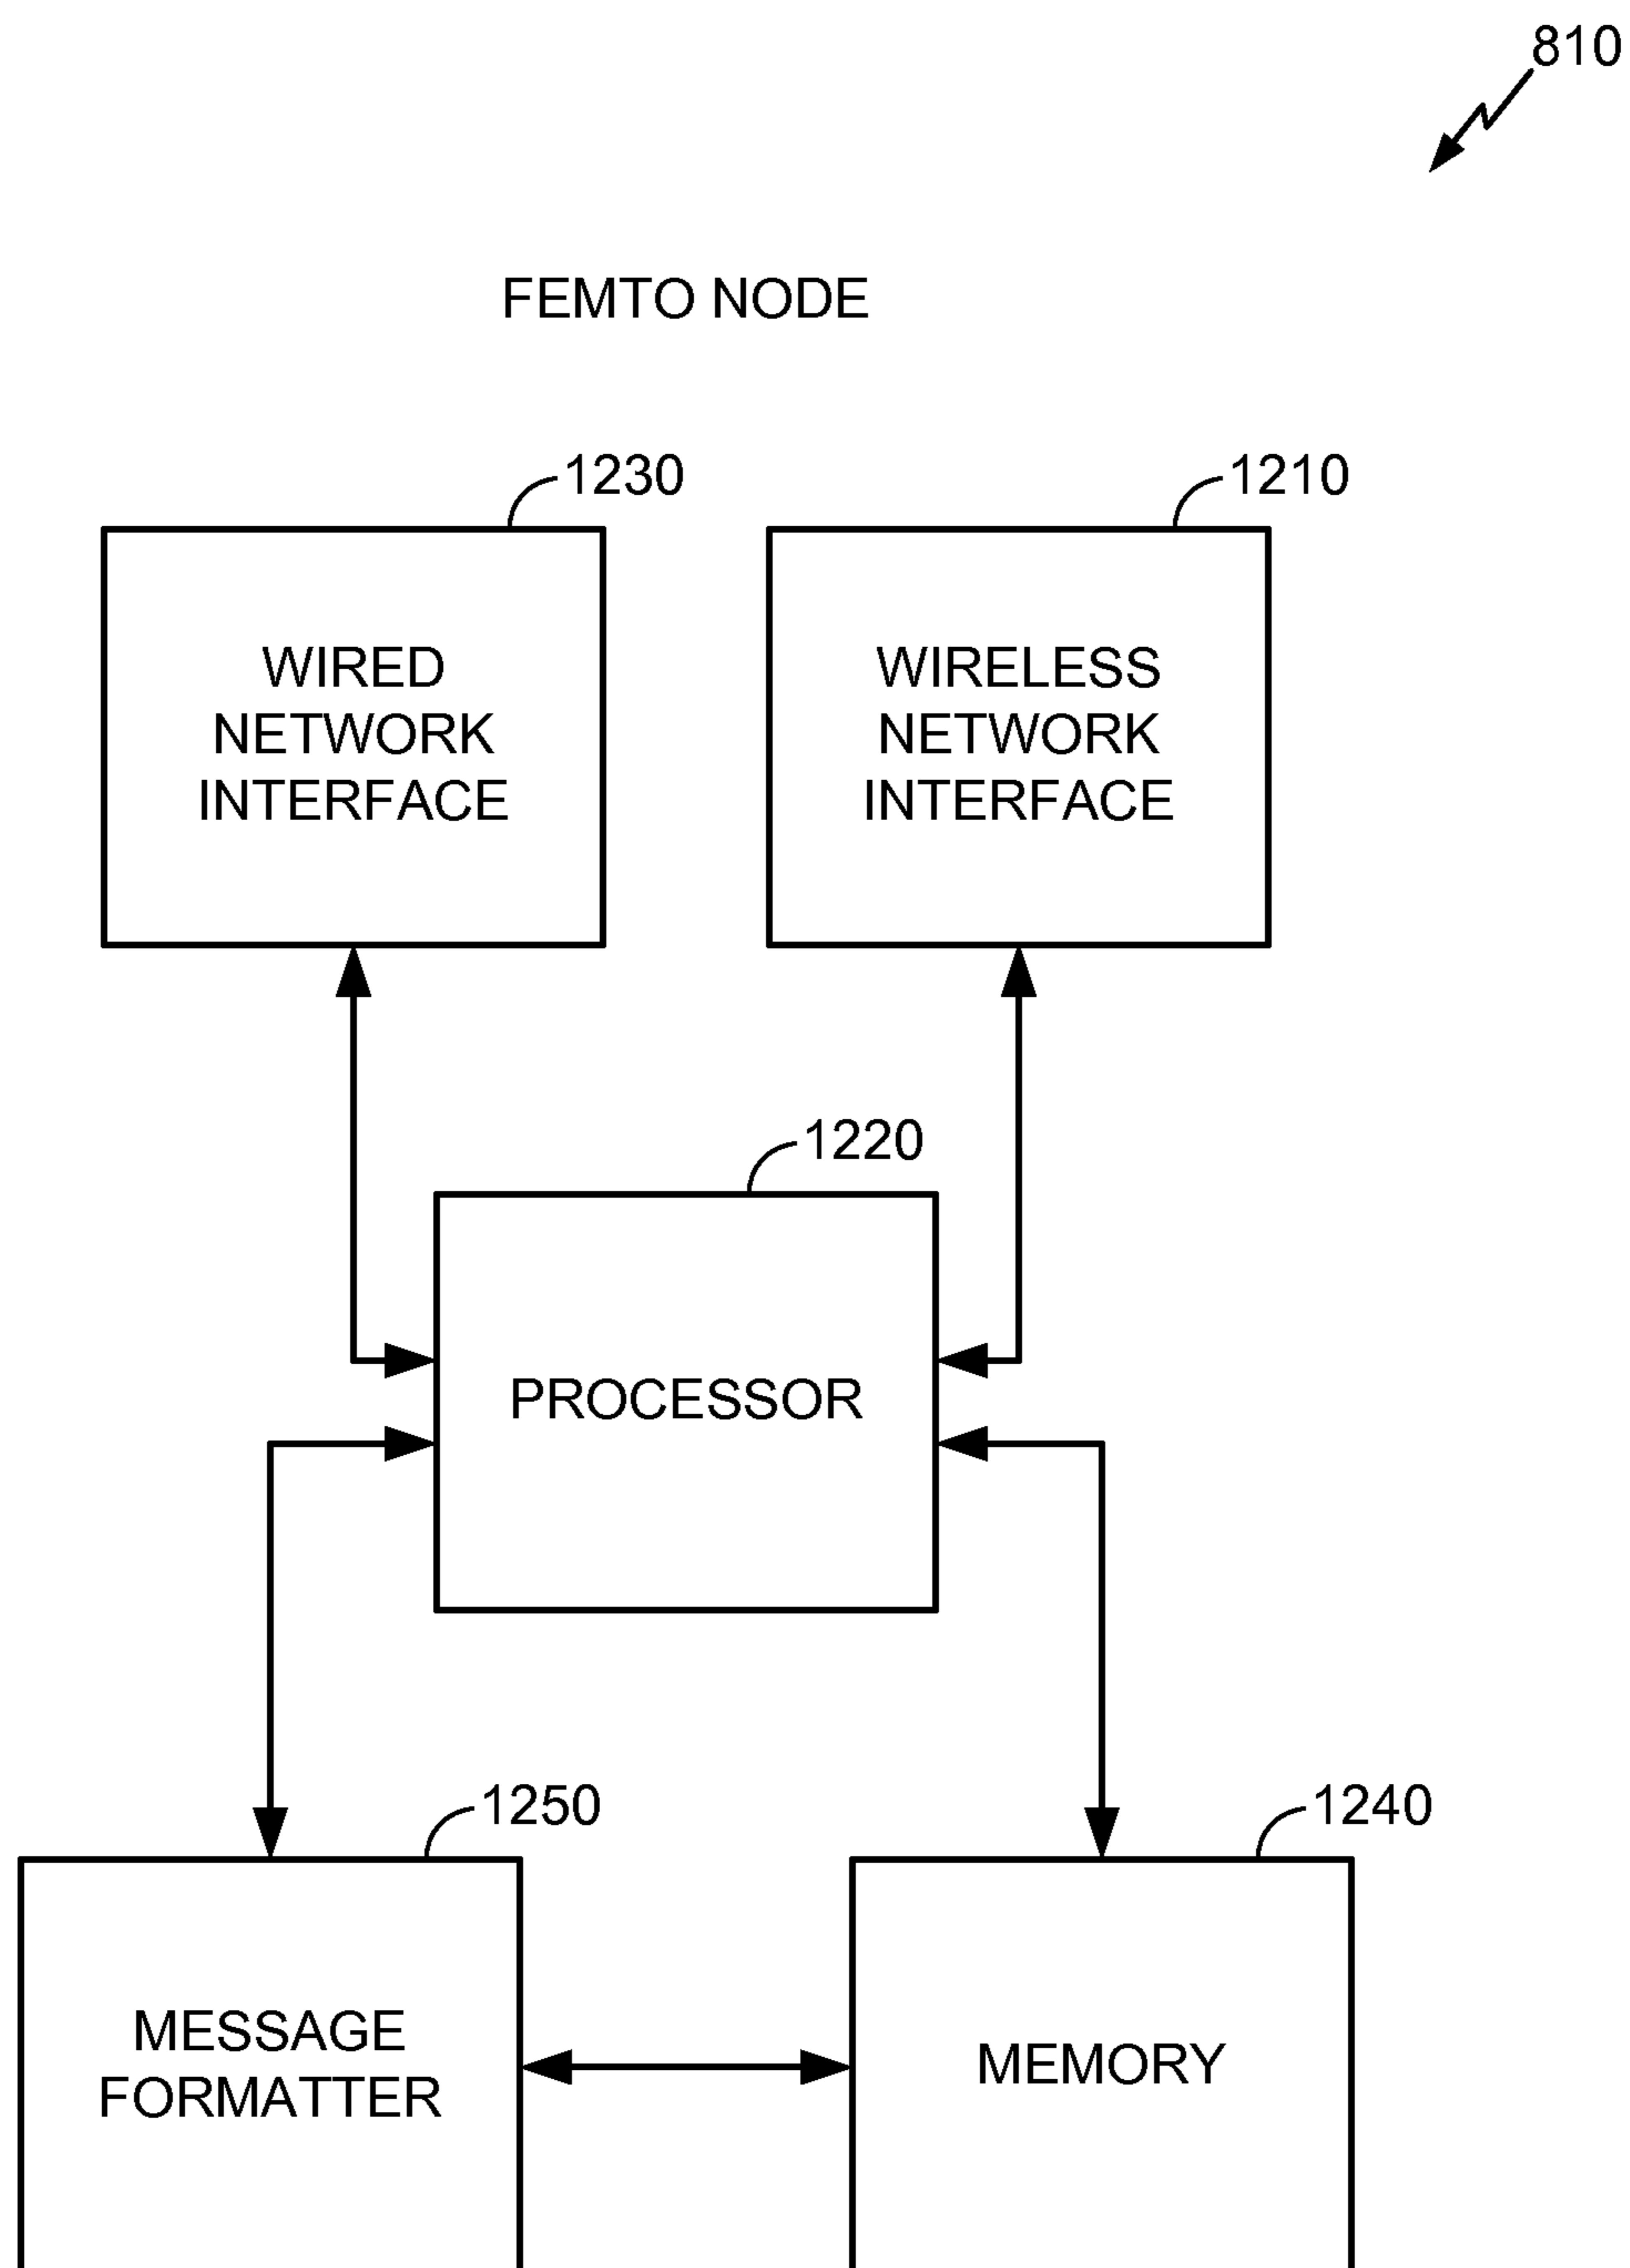 810
FEMTO NODE
1230
1210
WIRED
NETWORK
INTERFACE
WIRELESS
NETWORK
INTERFACE
1220
PROCESSOR
1250
1240
MESSAGE
FORMATTER
MEMORY